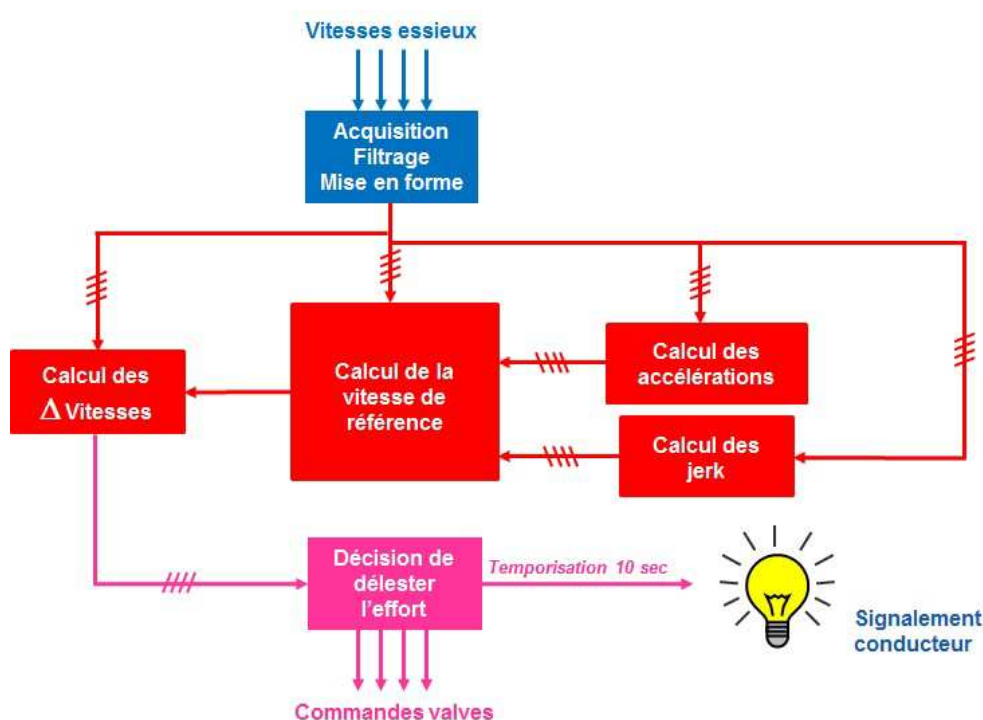 Vitesses essieux
Acquisition
Filtrage
Mise en forme
Calcul des
Δ Vitesses
Calcul de la
vitesse de
référence
Calcul des
accélérations
Calcul des
jerk
Décision de
délester
l'effort
Temporisation 10 sec
Signalement
conducteur
Commandes valves